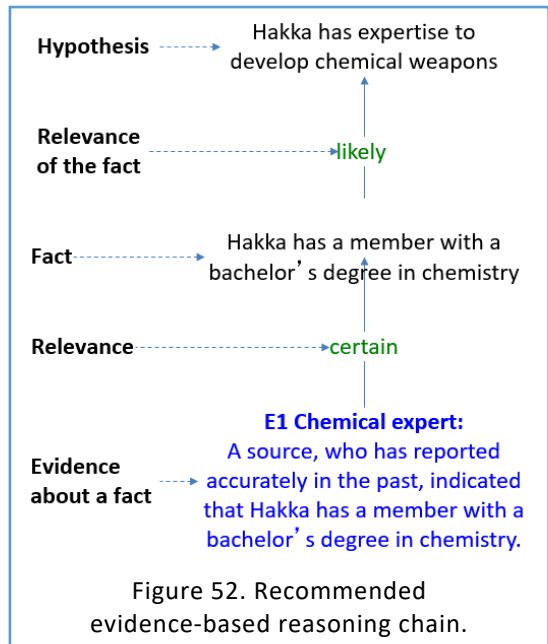 Hypothesis
Hakka has expertise to
develop chemical weapons
Relevance
of the fact
likely
Fact
Hakka has a member with a
bachelor’s degree in chemistry
Relevance
certain
Evidence
about a fact
E1 Chemical expert:
A source, who has reported
accurately in the past, indicated
that Hakka has a member with a
bachelor’s degree in chemistry.
Figure 52. Recommended
evidence-based reasoning chain.